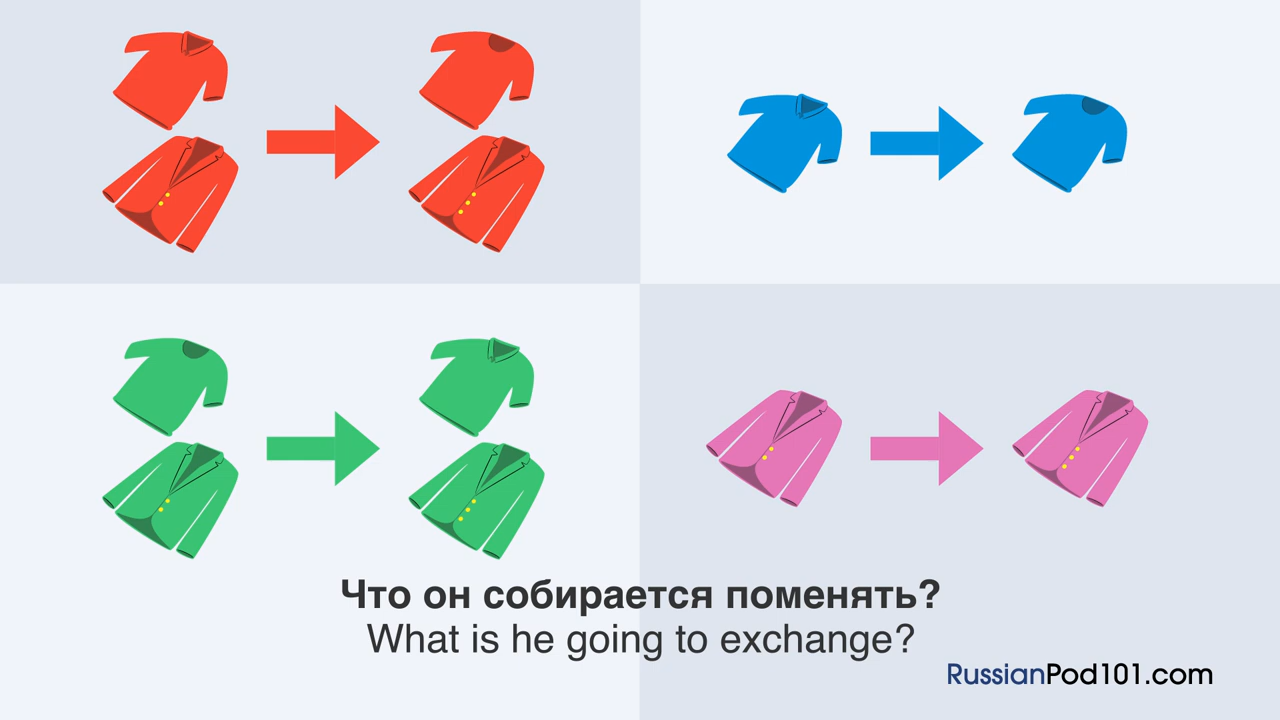 Что он собирается поменять?
What is he going to exchange?
RussianPod101.com